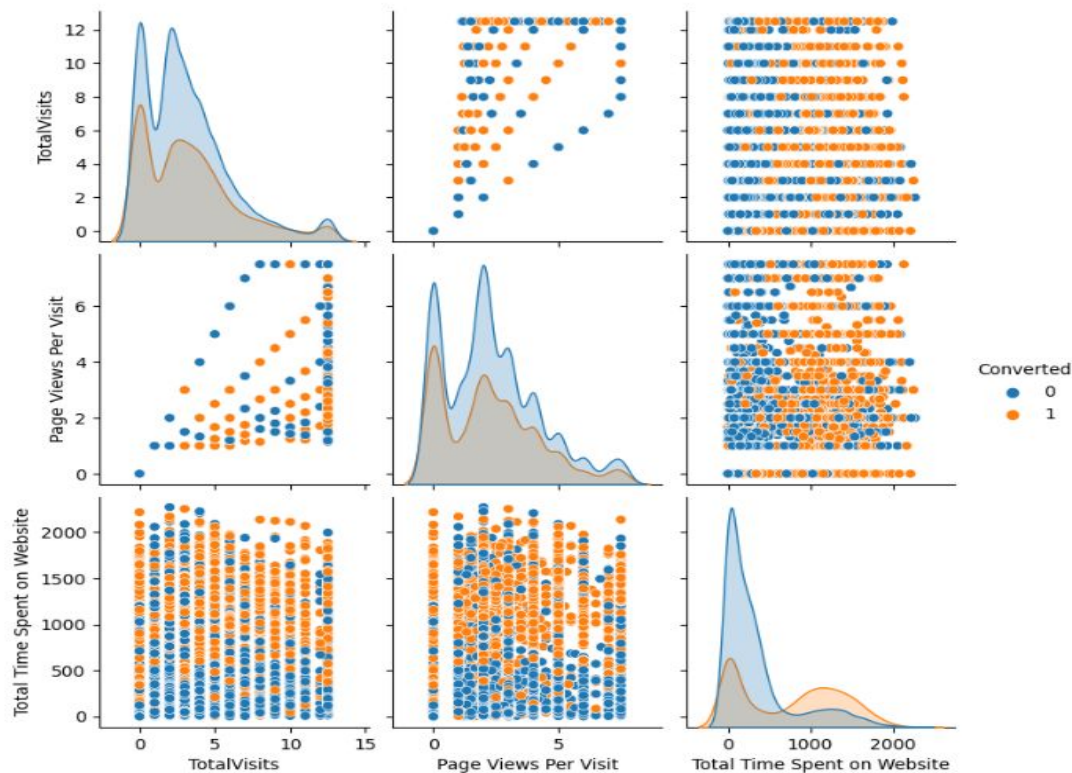 12
10
8
6
4
2
0
TotalVisits
6
4
2
0
Page Views Per Visit
Converted
0
1
2000
1500
1000
500
0
Total Time Spent on Website
0 5 10 15
TotalVisits
0 5
Page Views Per Visit
0 1000 2000
Total Time Spent on Website